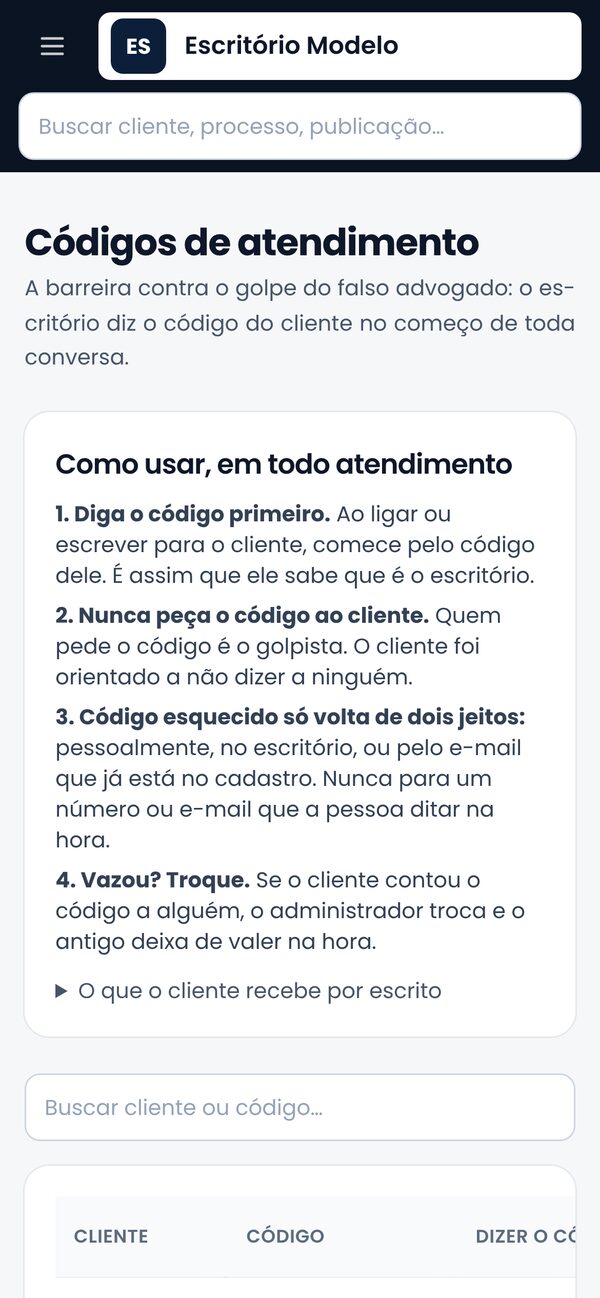 ES
Escritório Modelo
Buscar cliente, processo, publicação...
Códigos de atendimento
A barreira contra o golpe do falso advogado: o es-
critório diz o código do cliente no começo de toda
conversa.
Como usar, em todo atendimento
1. Diga o código primeiro. Ao ligar ou
escrever para o cliente, comece pelo código
dele. É assim que ele sabe que é o escritório.
2. Nunca peça o código ao cliente. Quem
pede o código é o golpista. O cliente foi
orientado a não dizer a ninguém.
3. Código esquecido só volta de dois jeitos:
pessoalmente, no escritório, ou pelo e-mail
que já está no cadastro. Nunca para um
número ou e-mail que a pessoa ditar na
hora.
4. Vazou? Troque. Se o cliente contou o
código a alguém, o administrador troca e o
antigo deixa de valer na hora.
▶ O que o cliente recebe por escrito
Buscar cliente ou código...
CLIENTE CÓDIGO DIZER O CÓ